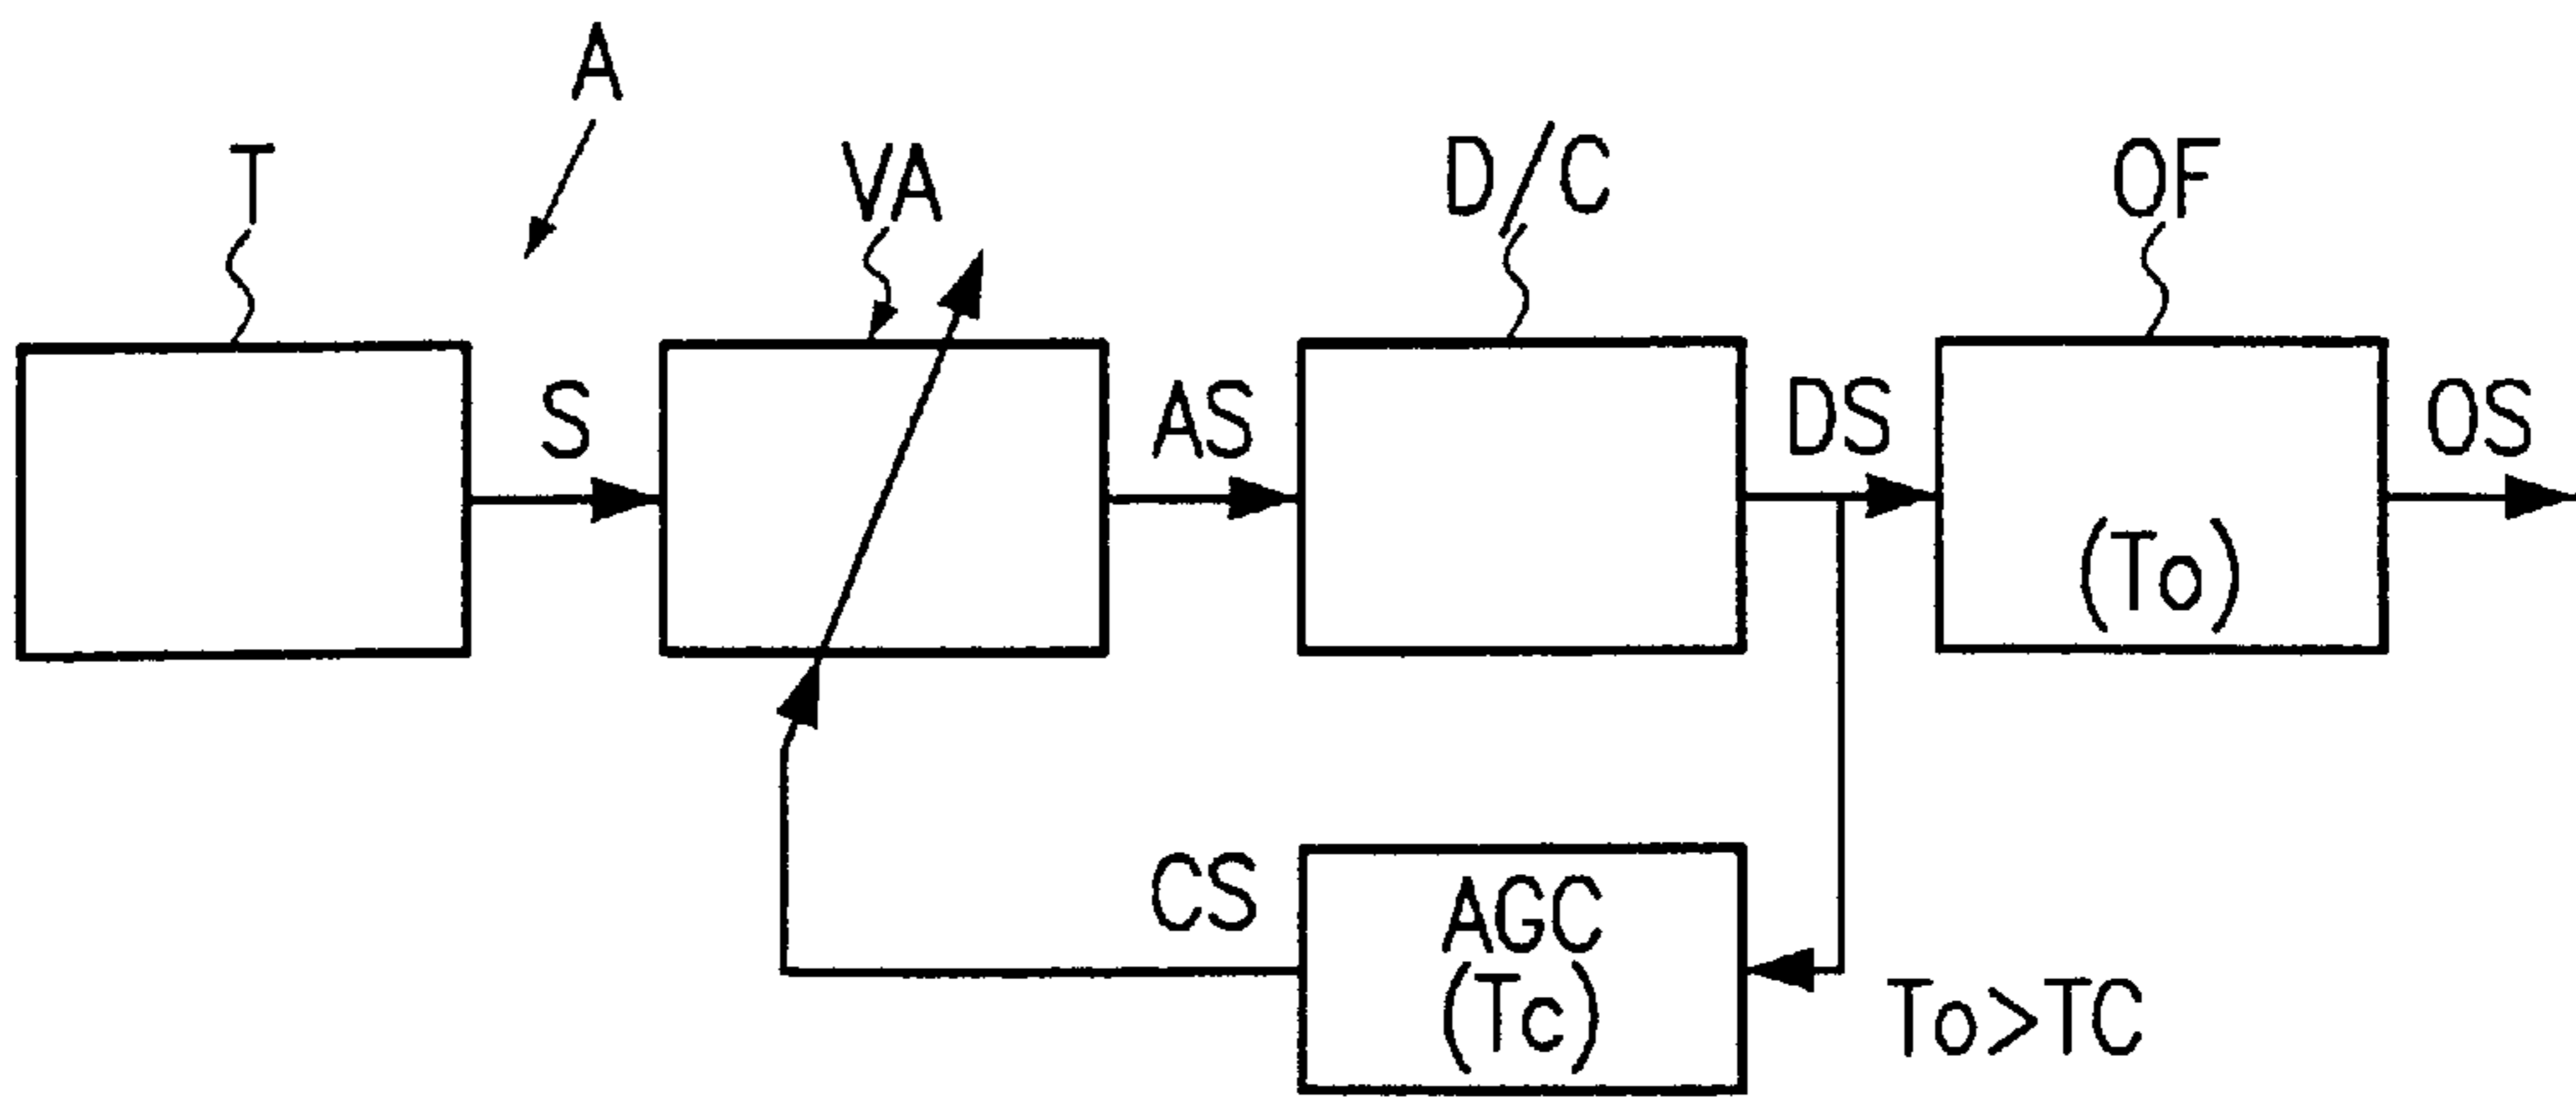 A
T
VA
D/C
OF
S
AS
DS
OS
(To)
CS
AGC
(Tc)
To>TC